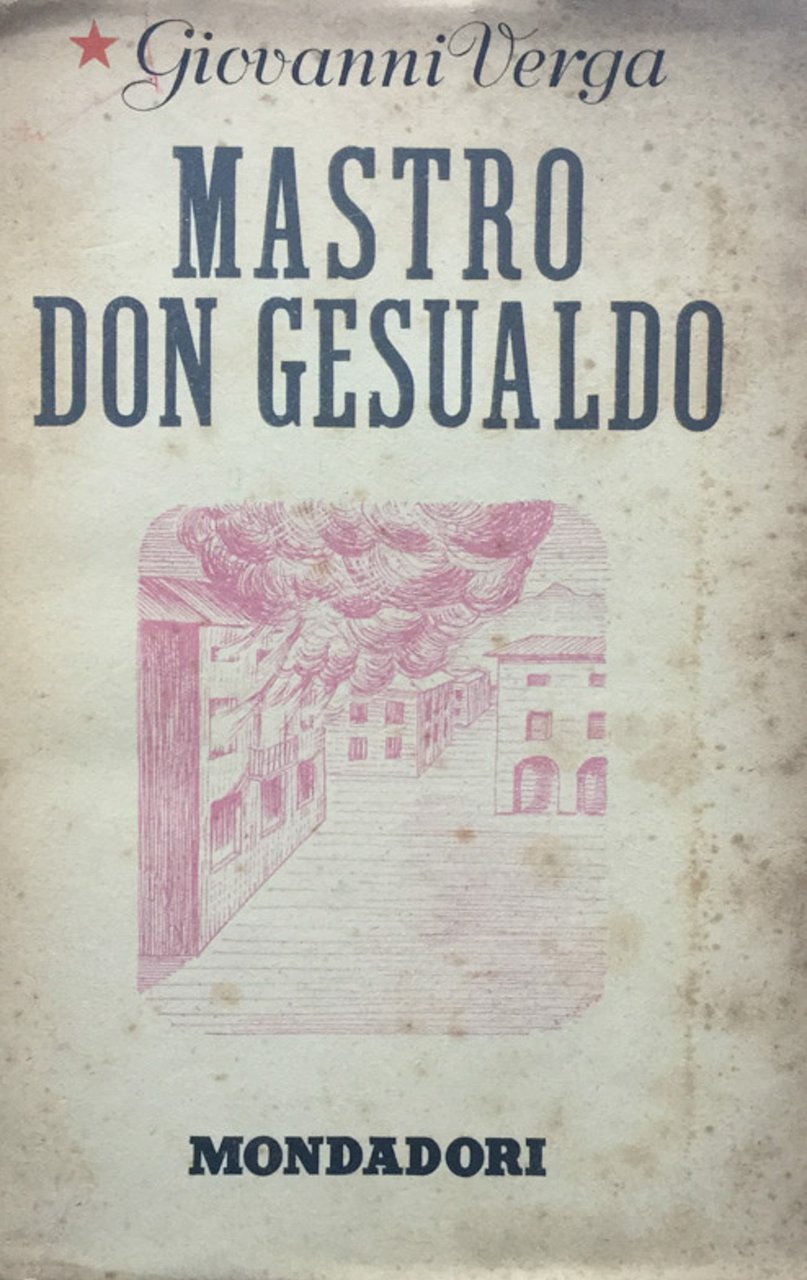 Giovanni Verga
MASTRO
DON GESUALDO
MONDADORI